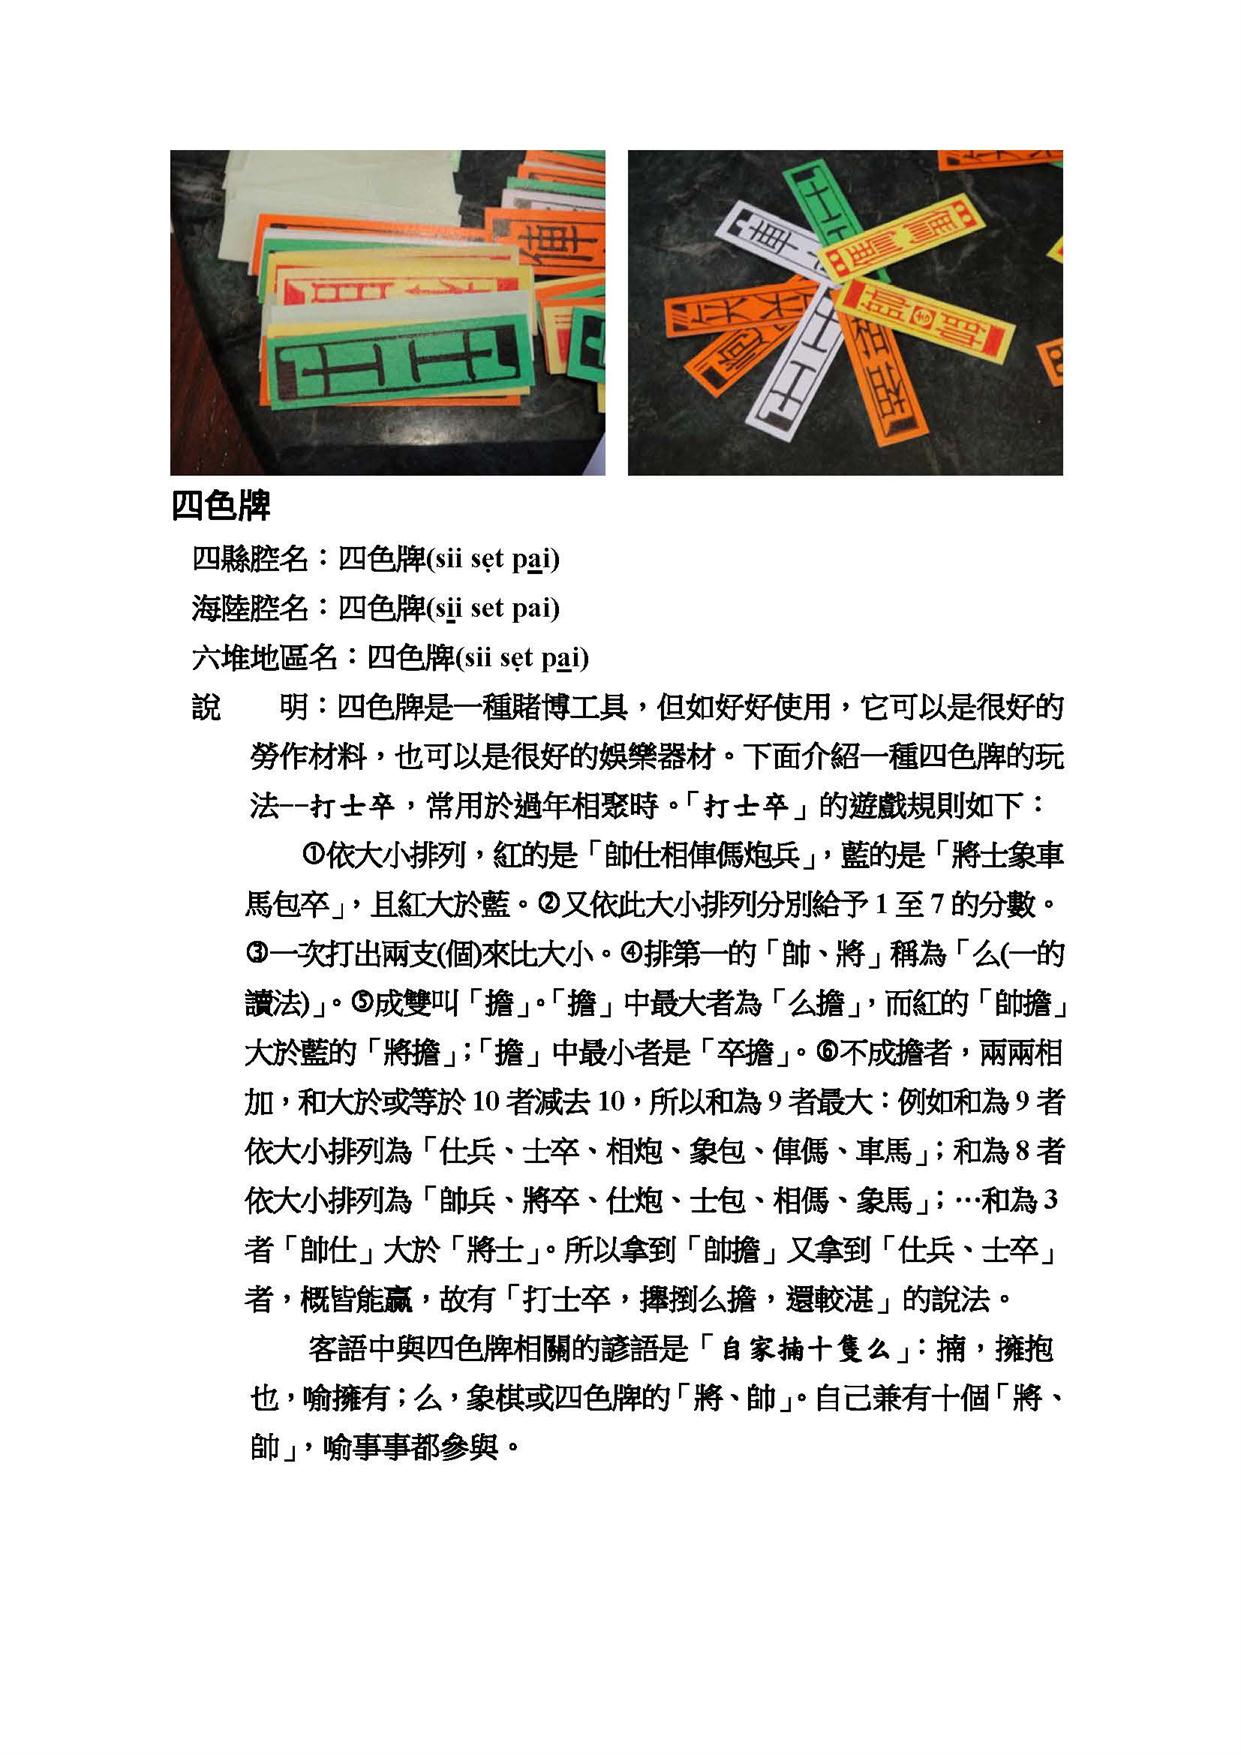 四色牌
四縣腔名：四色牌(sii sẹt pa̲i)
海陸腔名：四色牌(si̲i set pai)
六堆地區名：四色牌(sii sẹt pa̲i)
說　　明：四色牌是一種賭博工具，但如好好使用，它可以是很好的
勞作材料，也可以是很好的娛樂器材。下面介紹一種四色牌的玩
法--打士卒，常用於過年相聚時。「打士卒」的遊戲規則如下：
①依大小排列，紅的是「帥仕相俥傌炮兵」，藍的是「將士象車
馬包卒」，且紅大於藍。②又依此大小排列分別給予 1 至 7 的分數。
③一次打出兩支(個)來比大小。④排第一的「帥、將」稱為「么(一的
讀法)」。⑤成雙叫「擔」。「擔」中最大者為「么擔」，而紅的「帥擔」
大於藍的「將擔」；「擔」中最小者是「卒擔」。⑥不成擔者，兩兩相
加，和大於或等於 10 者減去 10，所以和為 9 者最大：例如和為 9 者
依大小排列為「仕兵、士卒、相炮、象包、俥傌、車馬」；和為 8 者
依大小排列為「帥兵、將卒、仕炮、士包、相傌、象馬」；…和為 3
者「帥仕」大於「將士」。所以拿到「帥擔」又拿到「仕兵、士卒」
者，概皆能贏，故有「打士卒，㩧捯么擔，還較湛」的說法。
客語中與四色牌相關的諺語是「自家揇十隻么」：揇，擁抱
也，喻擁有；么，象棋或四色牌的「將、帥」。自己兼有十個「將、
帥」，喻事事都參與。